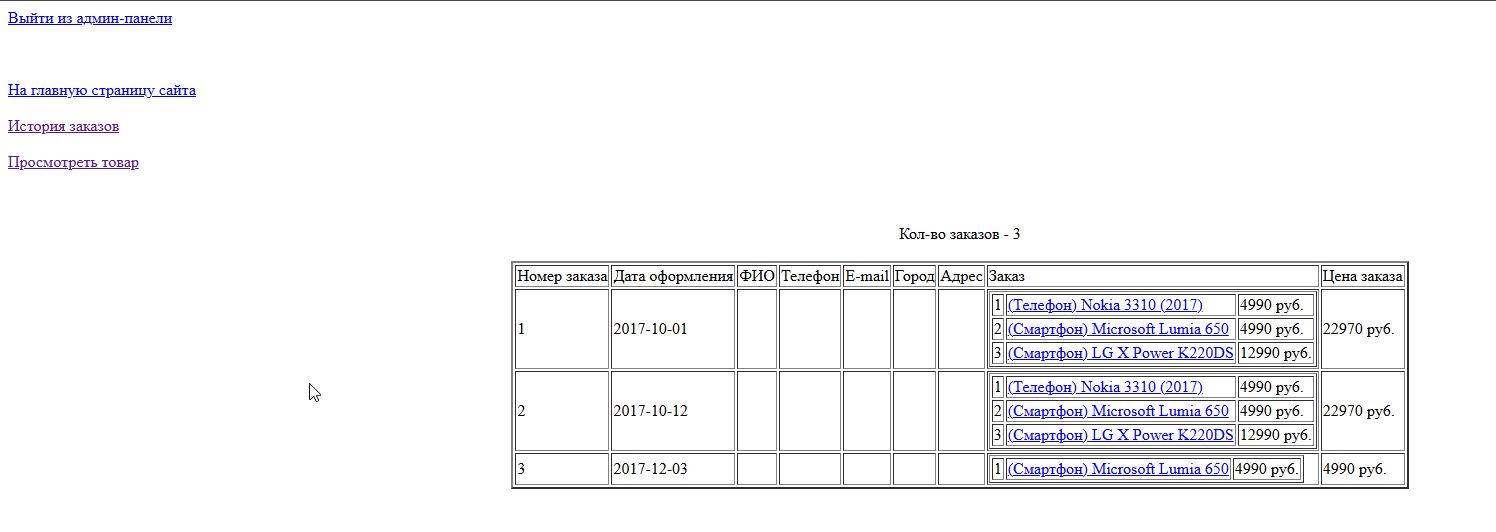 Выйти из админ-панели
На главную страницу сайта
История заказов
Просмотреть товар
Кол-во заказов - 3
Номер заказа Дата оформления ФИО Телефон E-mail Город Адрес Заказ Цена заказа
1 2017-10-01 1 (Телефон) Nokia 3310 (2017) 4990 руб. 22970 руб.
2 (Смартфон) Microsoft Lumia 650 4990 руб.
3 (Смартфон) LG X Power K220DS 12990 руб.
2 2017-10-12 1 (Телефон) Nokia 3310 (2017) 4990 руб. 22970 руб.
2 (Смартфон) Microsoft Lumia 650 4990 руб.
3 (Смартфон) LG X Power K220DS 12990 руб.
3 2017-12-03 1 (Смартфон) Microsoft Lumia 650 4990 руб. 4990 руб.